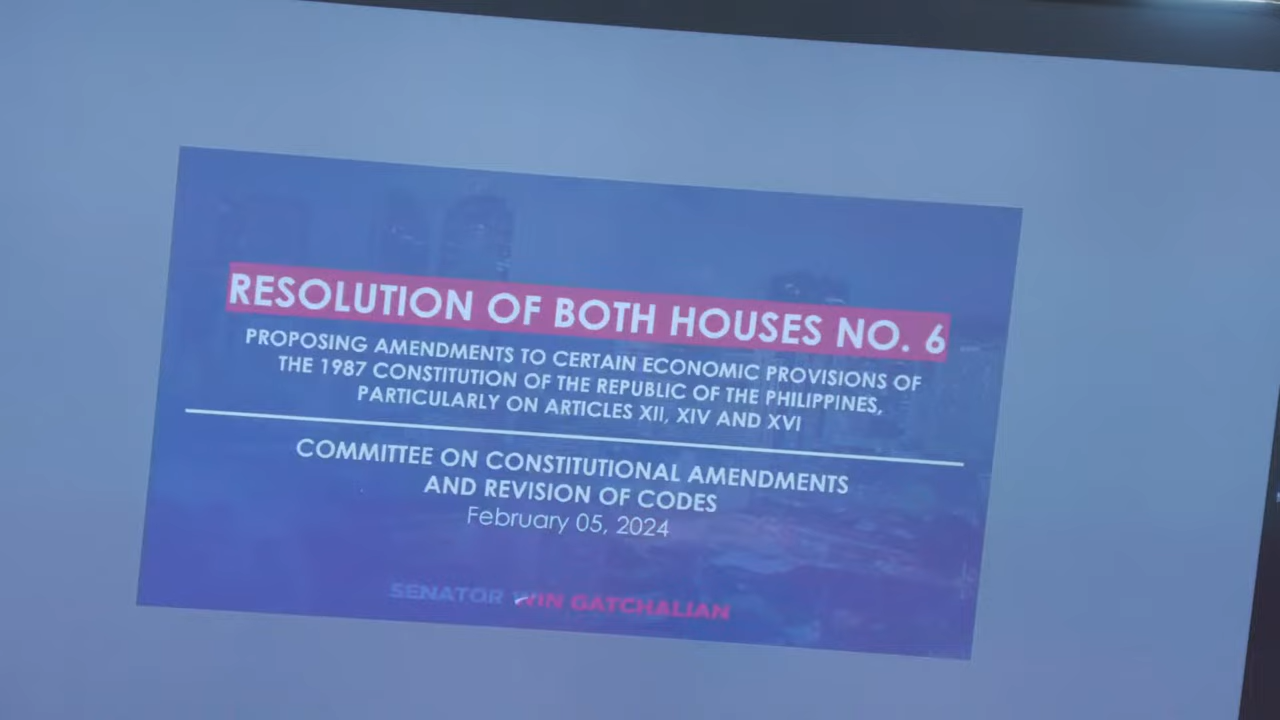 RESOLUTION OF BOTH HOUSES NO. 6
PROPOSING AMENDMENTS TO CERTAIN ECONOMIC PROVISIONS OF
THE 1987 CONSTITUTION OF THE REPUBLIC OF THE PHILIPPINES,
PARTICULARLY ON ARTICLES XII, XIV AND XVI
COMMITTEE ON CONSTITUTIONAL AMENDMENTS
AND REVISION OF CODES
February 05, 2024
SENATOR WIN GATCHALIAN